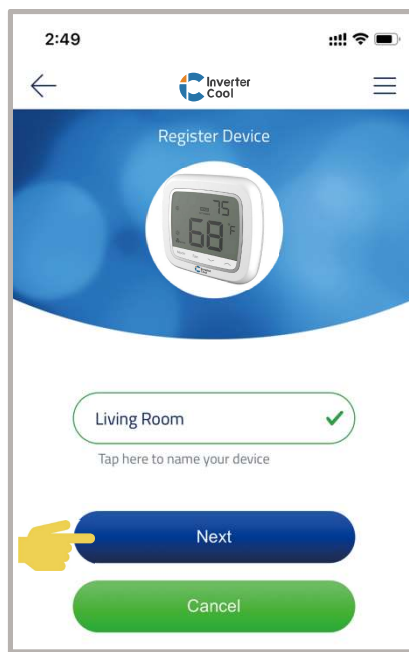 2:49
Inverter
Cool
Register Device
75
68 °F
Living Room
Tap here to name your device
Next
Cancel